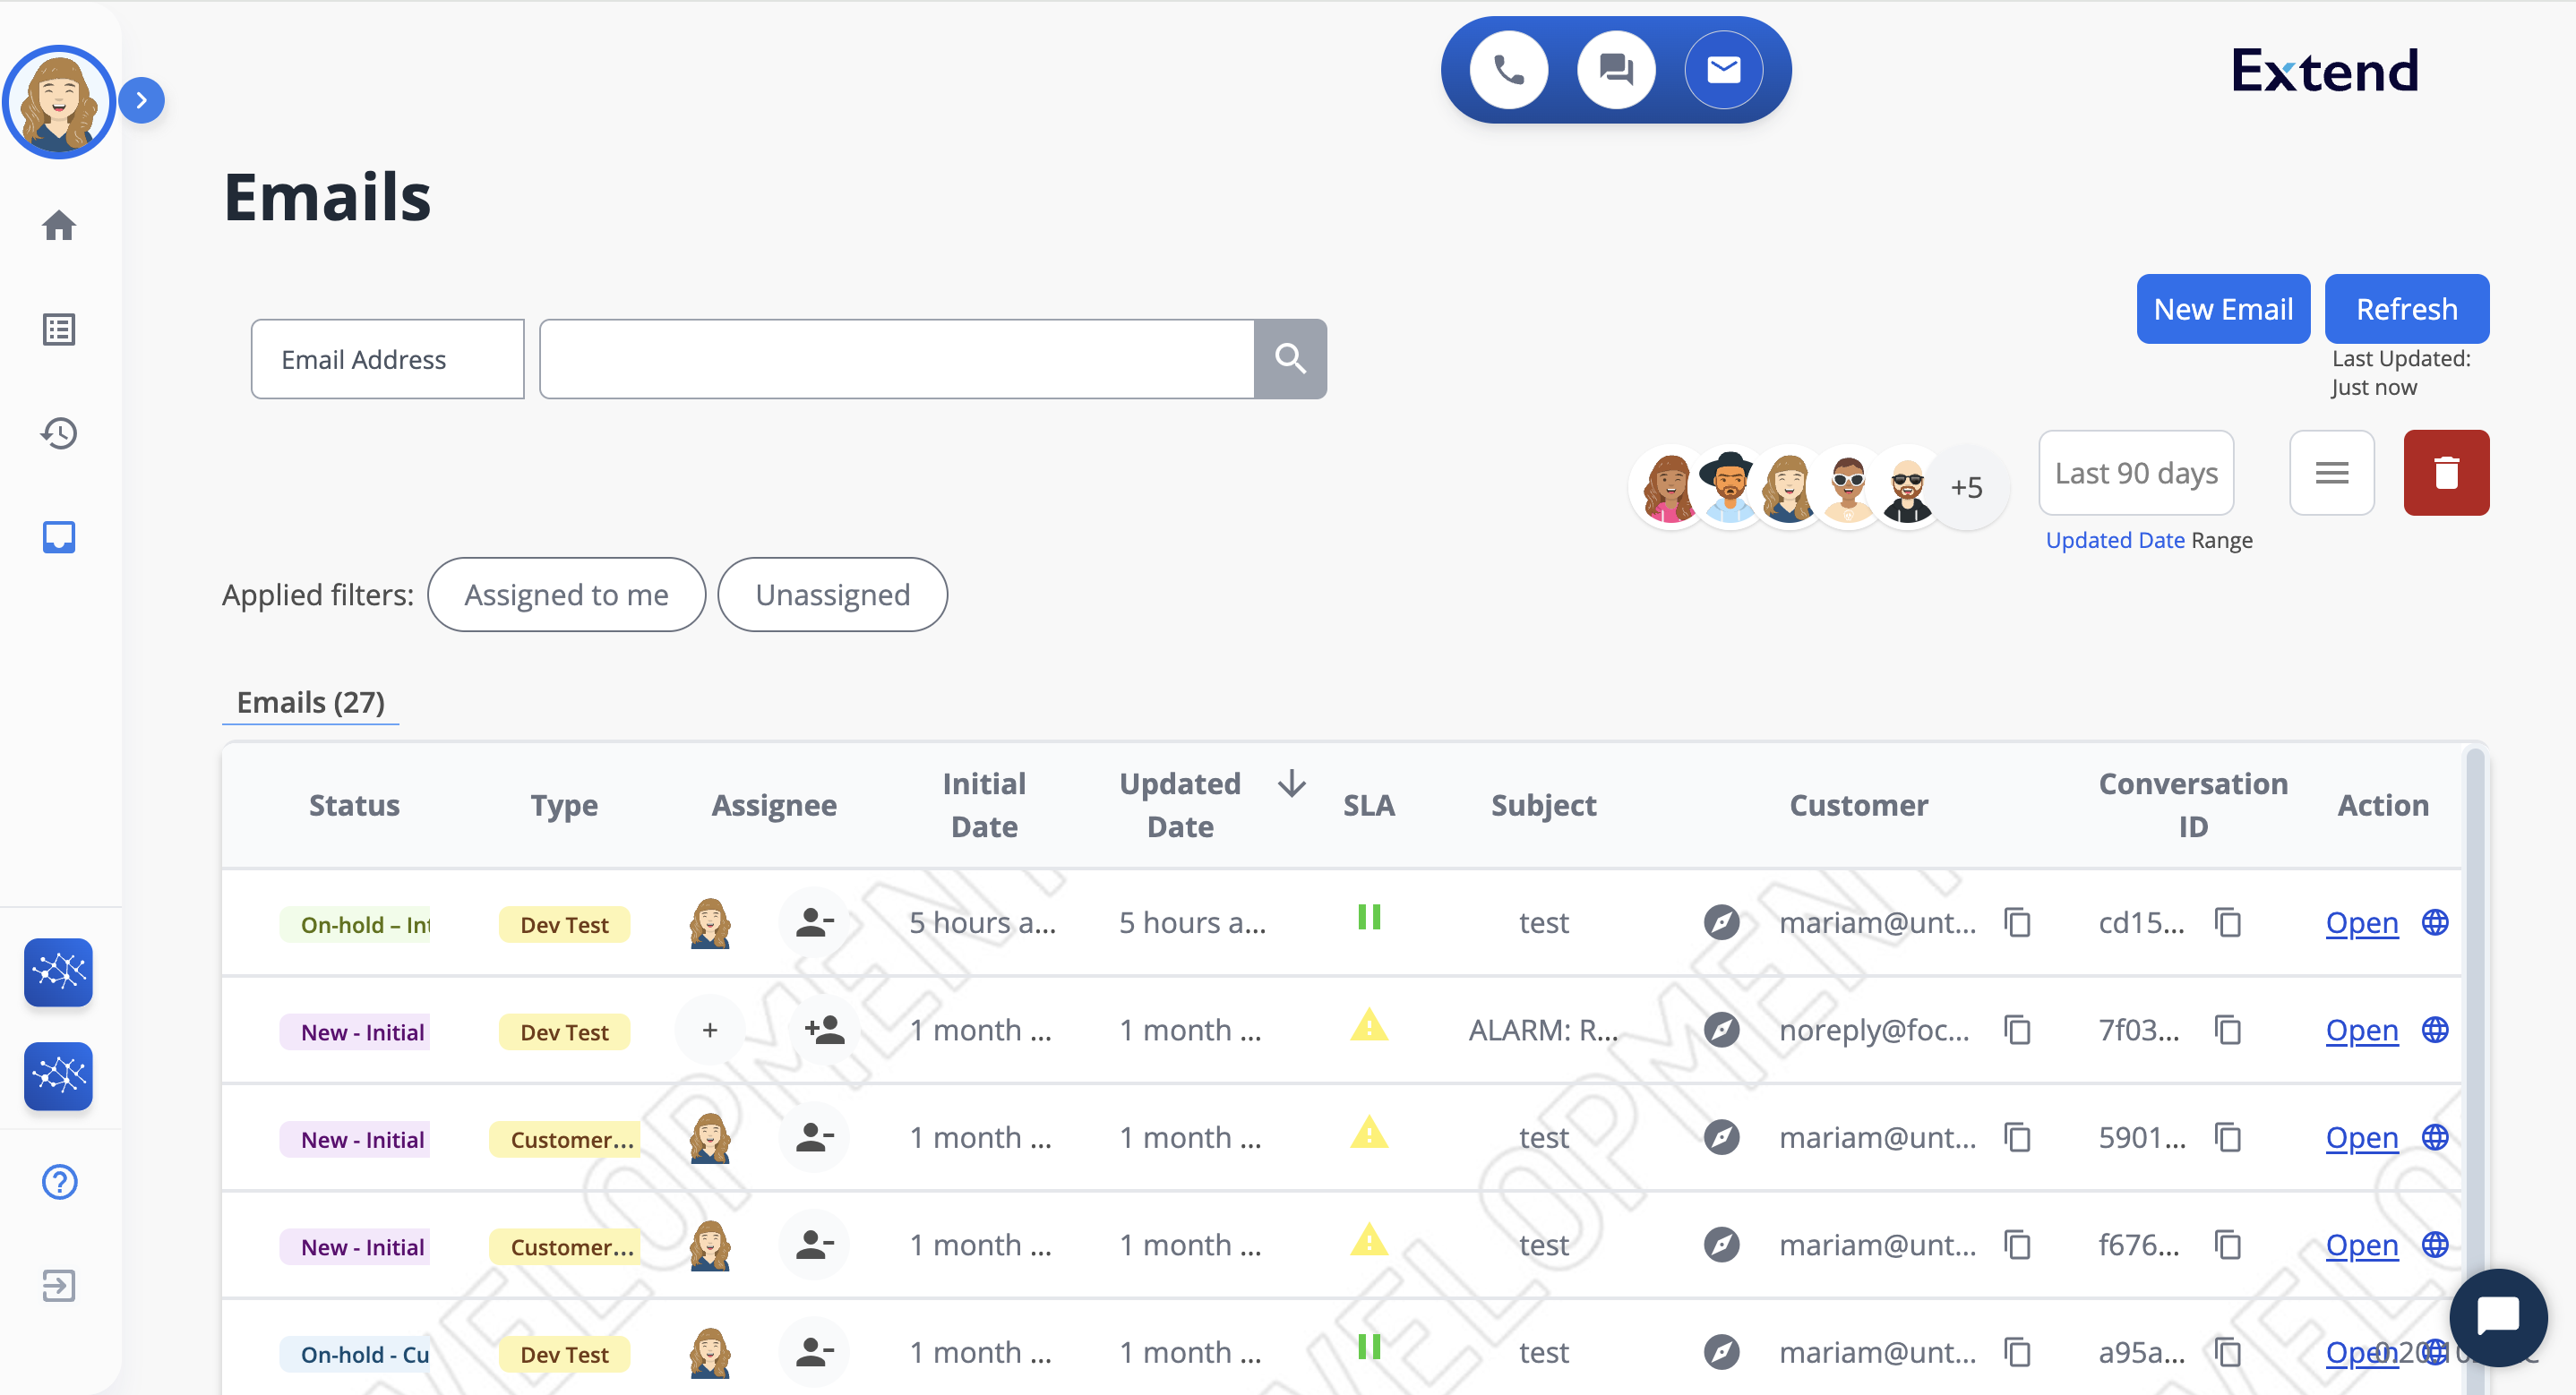 Extend
Emails
New Email Refresh
Email Address
Last Updated:
Just now
+5 Last 90 days
Updated Date Range
Applied filters: Assigned to me Unassigned
Emails (27)
Status Type Assignee Initial Date Updated Date SLA Subject Customer Conversation ID Action
On-hold – Int Dev Test 5 hours a... 5 hours a... test mariam@unt... cd15... Open
New - Initial Dev Test + 1 month ... 1 month ... ALARM: R... noreply@foc... 7f03... Open
New - Initial Customer... 1 month ... 1 month ... test mariam@unt... 5901... Open
New - Initial Customer... 1 month ... 1 month ... test mariam@unt... f676... Open
On-hold - Cu Dev Test 1 month ... 1 month ... test mariam@unt... a95a... Open